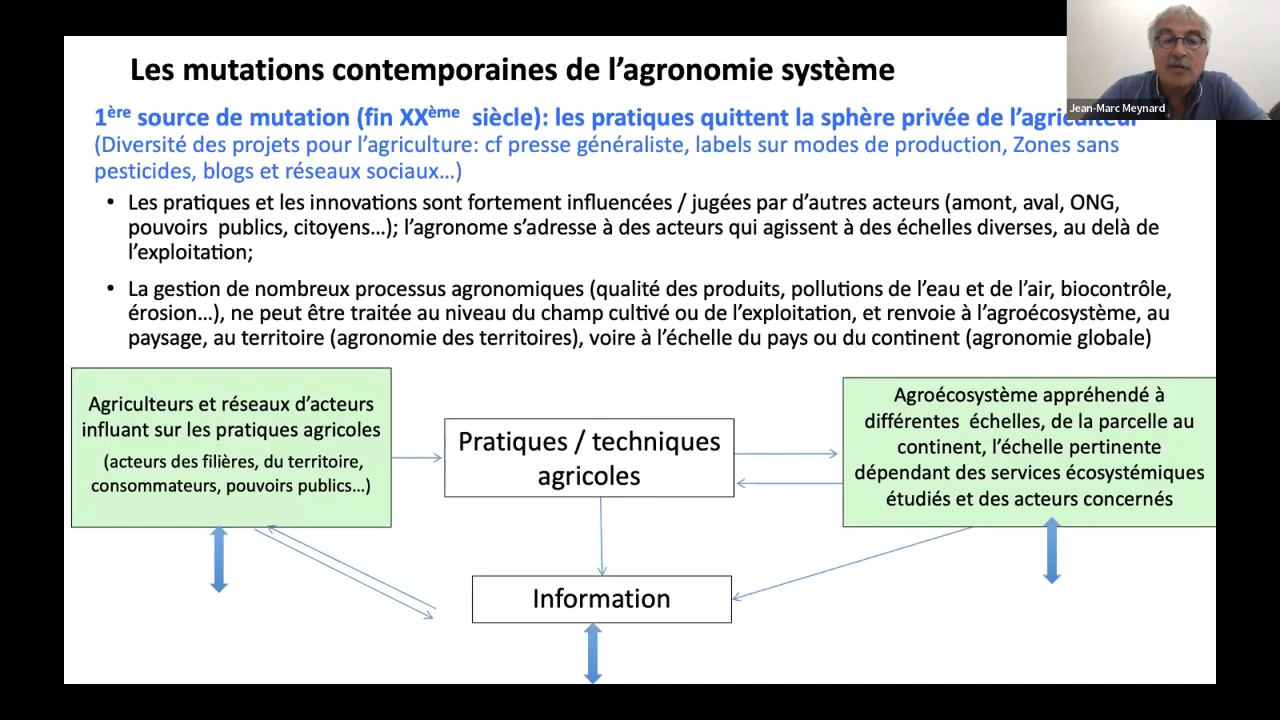 Les mutations contemporaines de l’agronomie système
Jean-Marc Meynard
1ère source de mutation (fin XXème siècle): les pratiques quittent la sphère privée de l’agriculteur
(Diversité des projets pour l’agriculture: cf presse généraliste, labels sur modes de production, Zones sans
pesticides, blogs et réseaux sociaux…)
• Les pratiques et les innovations sont fortement influencées / jugées par d’autres acteurs (amont, aval, ONG,
pouvoirs publics, citoyens…); l’agronome s’adresse à des acteurs qui agissent à des échelles diverses, au delà de
l’exploitation;
• La gestion de nombreux processus agronomiques (qualité des produits, pollutions de l’eau et de l’air, biocontrôle,
érosion…), ne peut être traitée au niveau du champ cultivé ou de l’exploitation, et renvoie à l’agroécosystème, au
paysage, au territoire (agronomie des territoires), voire à l’échelle du pays ou du continent (agronomie globale)
Agriculteurs et réseaux d’acteurs
influant sur les pratiques agricoles
(acteurs des filières, du territoire,
consommateurs, pouvoirs publics…)
Pratiques / techniques
agricoles
Agroécosystème appréhendé à
différentes échelles, de la parcelle au
continent, l’échelle pertinente
dépendant des services écosystémiques
étudiés et des acteurs concernés
Information